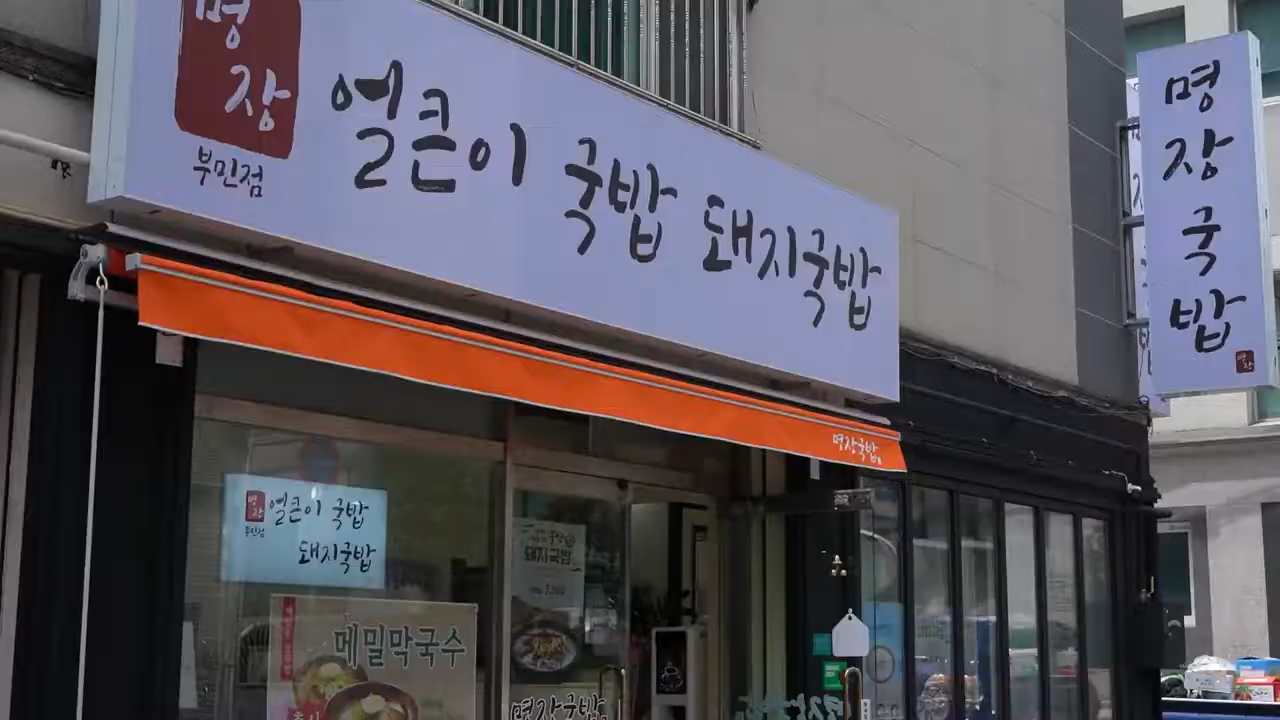 명
장
부민점
얼큰이 국밥 돼지국밥
명
장
국
밥
명장
명장국밥
명
장
부민점
얼큰이 국밥
돼지국밥
돼지국밥
메밀막국수
명장국밥